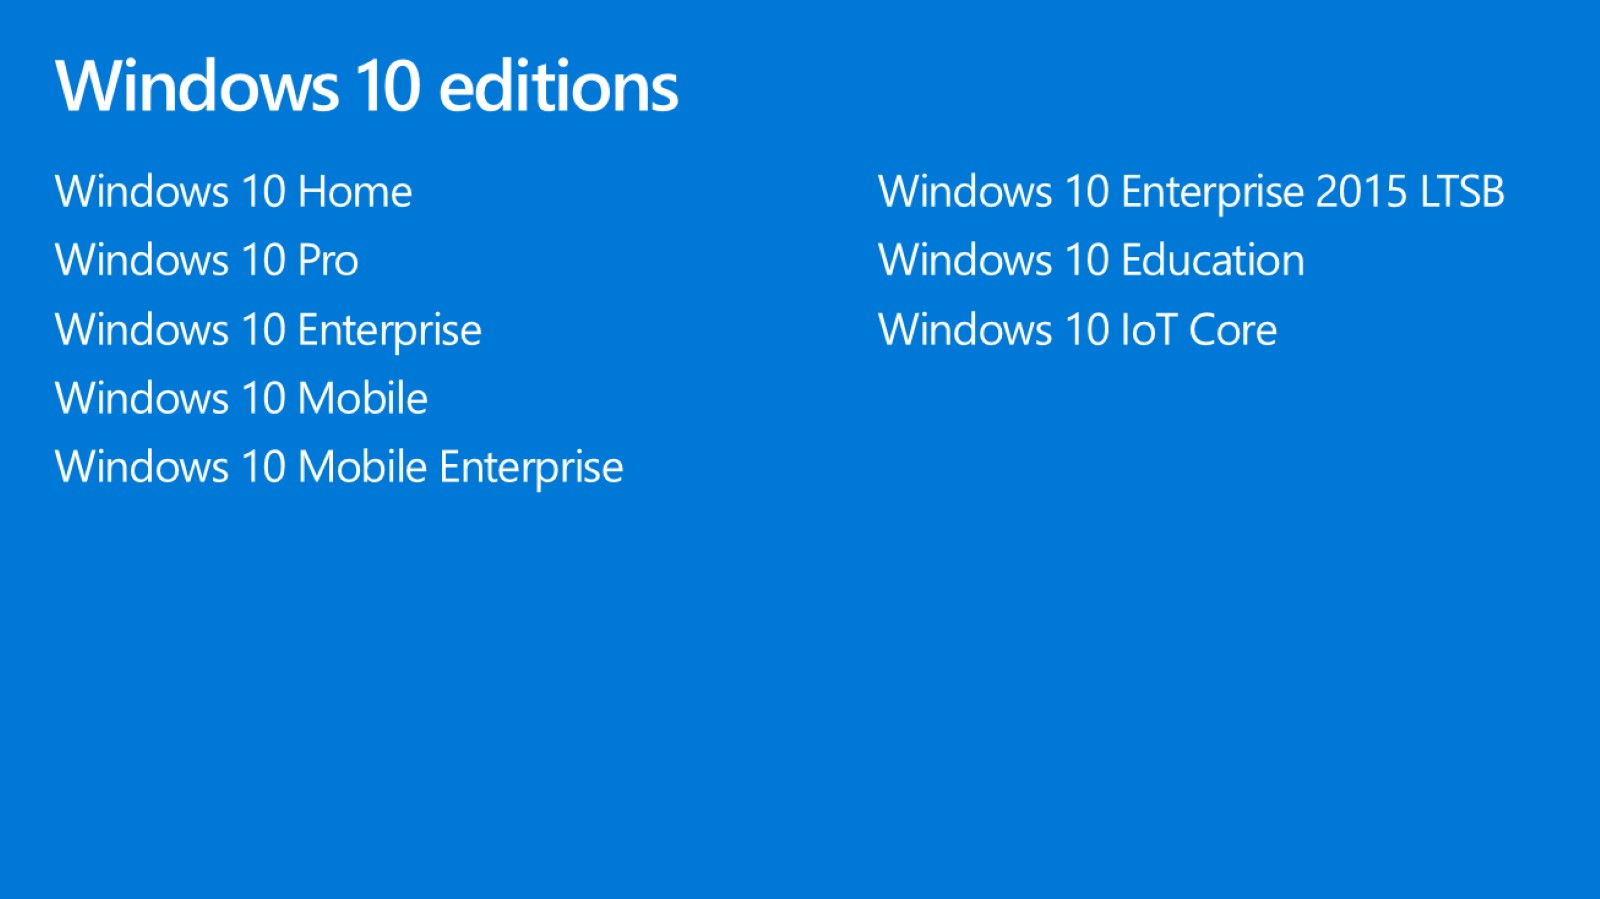 Windows 10 editions
Windows 10 Home
Windows 10 Pro
Windows 10 Enterprise
Windows 10 Mobile
Windows 10 Mobile Enterprise
Windows 10 Enterprise 2015 LTSB
Windows 10 Education
Windows 10 IoT Core